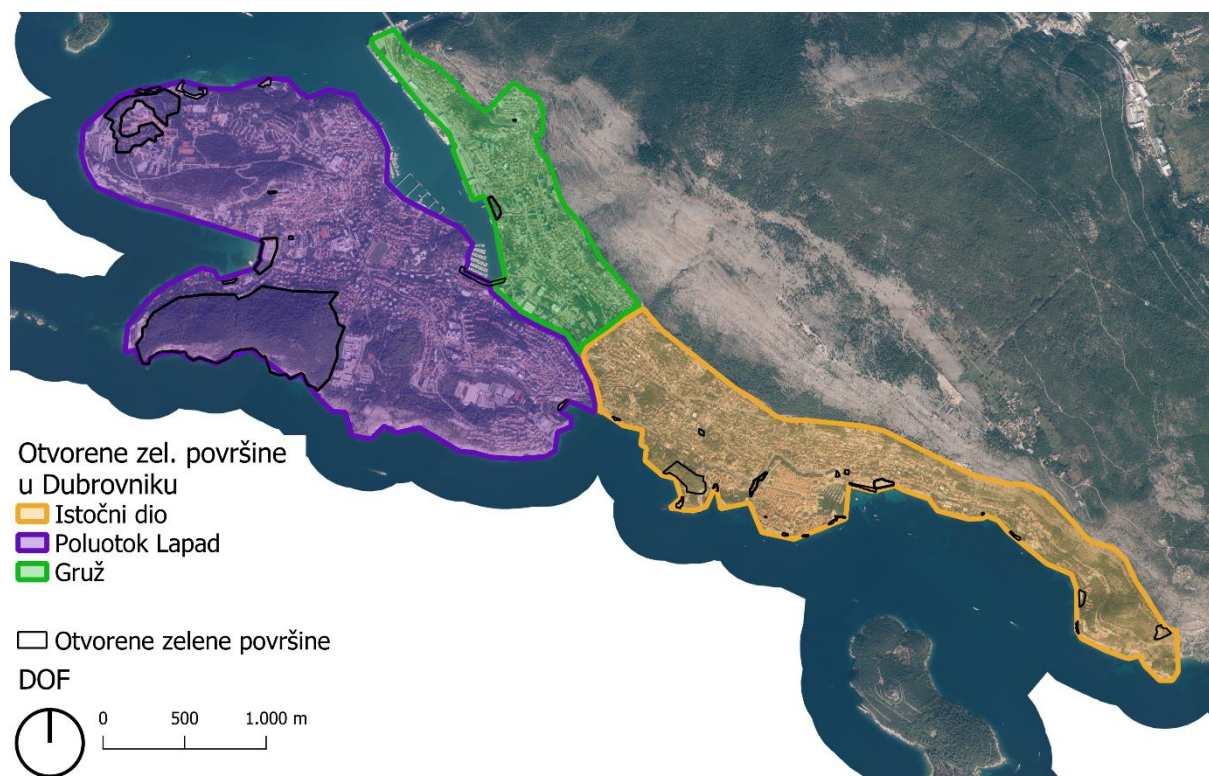 Otvorene zel. površine
u Dubrovniku
Istočni dio
Poluotok Lapad
Gruž
Otvorene zelene površine
DOF
0 500 1.000 m